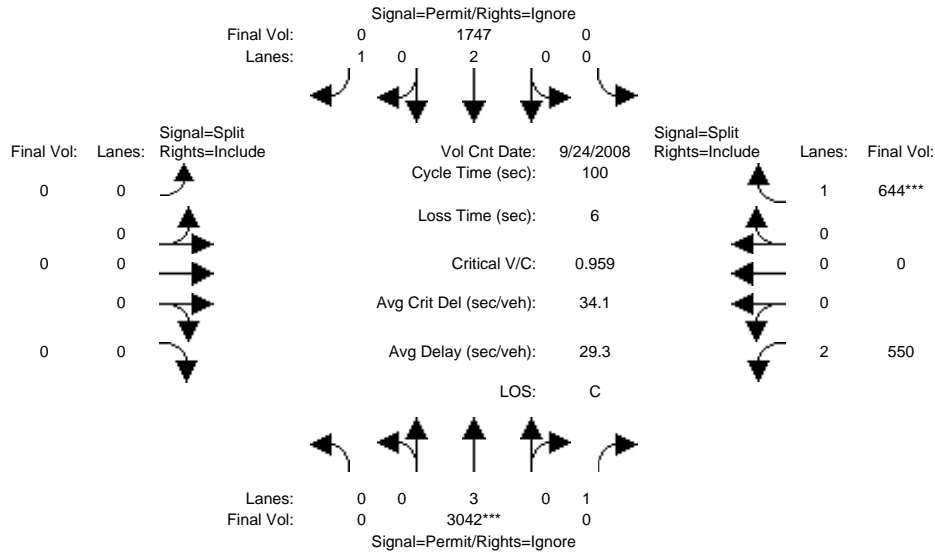 Signal=Permit/Rights=Ignore
Final Vol: 0 1747 0
Lanes: 1 0 2 0 0
Signal=Split Signal=Split
Final Vol: Lanes: Rights=Include Vol Cnt Date: 9/24/2008 Rights=Include Lanes: Final Vol:
Cycle Time (sec): 100
0 0 1 644***
Loss Time (sec): 6
0 0
0 0 Critical V/C: 0.959 0 0
0 Avg Crit Del (sec/veh): 34.1 0
0 0 Avg Delay (sec/veh): 29.3 2 550
LOS: C
Lanes: 0 0 3 0 1
Final Vol: 0 3042*** 0
Signal=Permit/Rights=Ignore